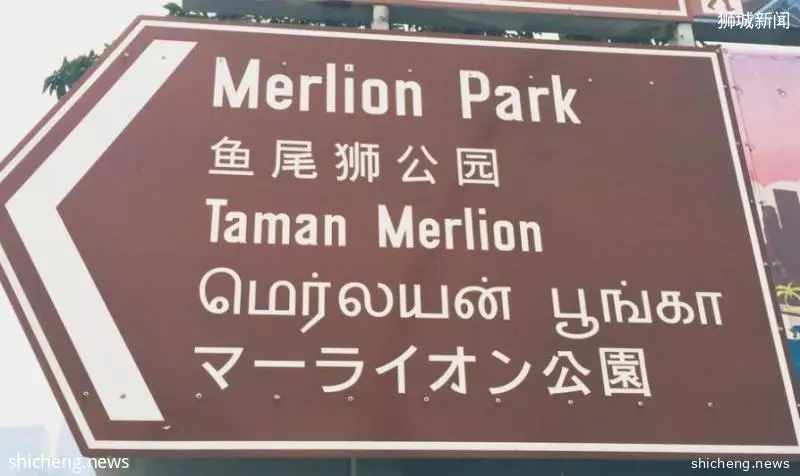 狮城新闻
Merlion Park
鱼尾狮公园
Taman Merlion
மெர்லயன் பூங்கா
マーライオン公園
shicheng.news
shicheng.news